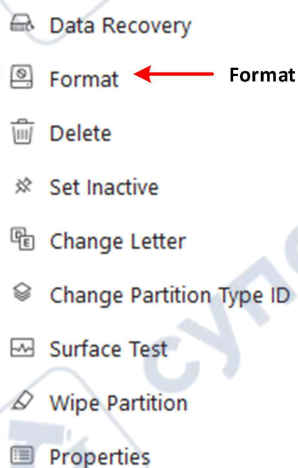 Data Recovery
Format Format
Delete
Set Inactive
Change Letter
Change Partition Type ID
Surface Test
Wipe Partition
Properties